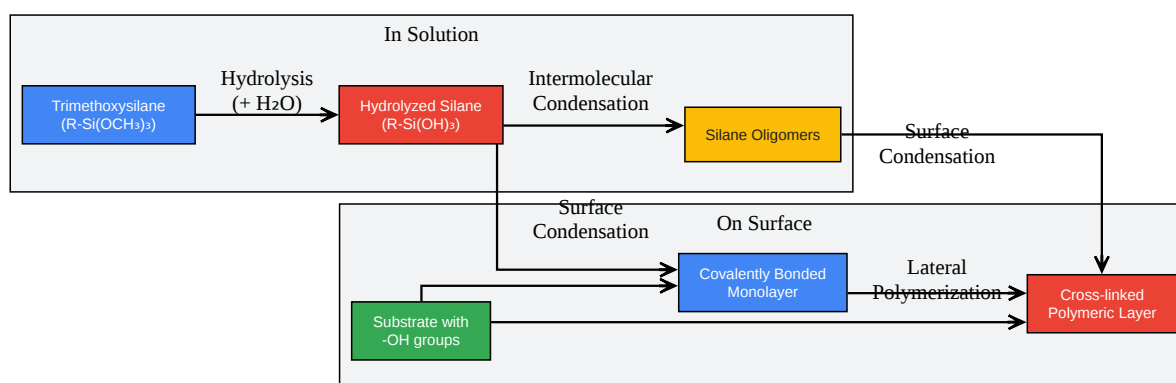 In Solution
Hydrolysis
(+ H₂O)
Intermolecular
Condensation
Trimethoxysilane
(R-Si(OCH₃)₃)
Hydrolyzed Silane
(R-Si(OH)₃)
Silane Oligomers
Surface
Condensation
Surface
Condensation
On Surface
Covalently Bonded
Monolayer
Lateral
Polymerization
Cross-linked
Polymeric Layer
Substrate with
-OH groups